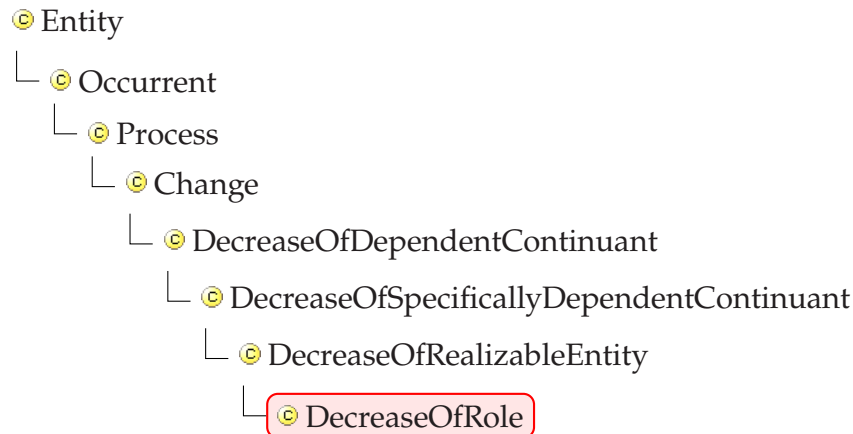 Entity
Occurrent
Process
Change
DecreaseOfDependentContinuant
DecreaseOfSpecificallyDependentContinuant
DecreaseOfRealizableEntity
DecreaseOfRole